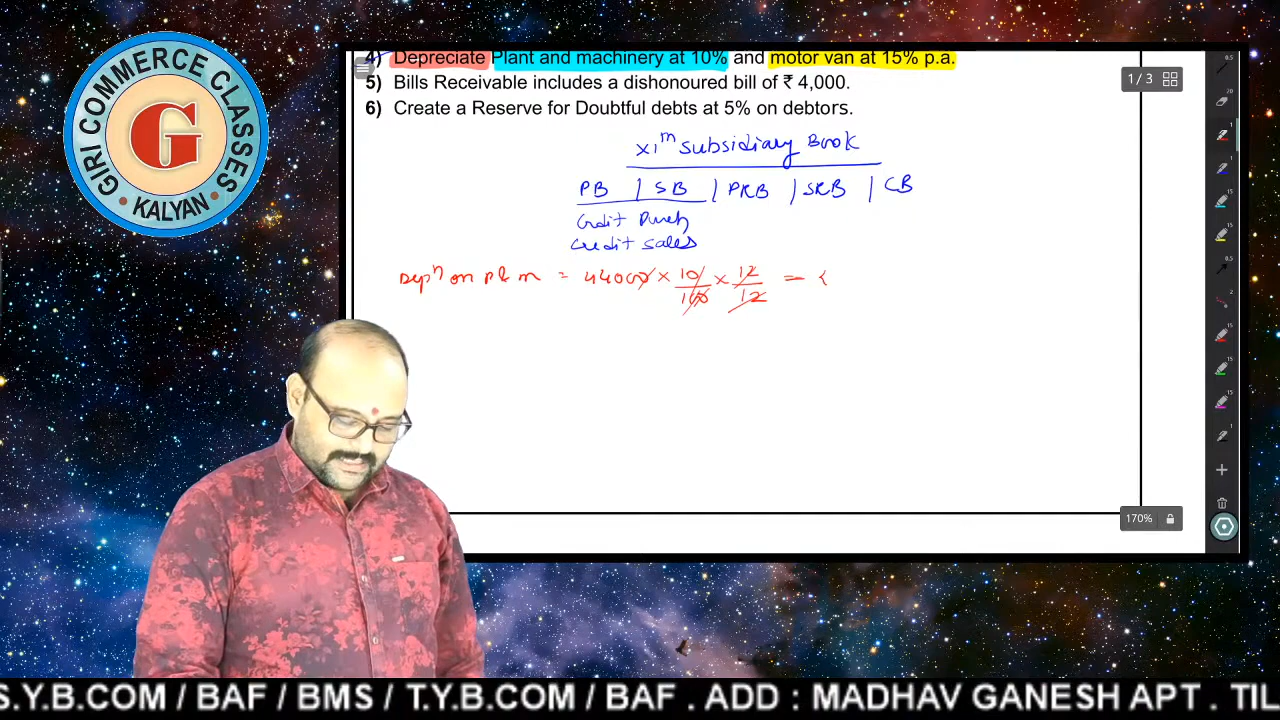 GIRI COMMERCE CLASSES
G
• KALYAN •
4) Depreciate Plant and machinery at 10% and motor van at 15% p.a.
5) Bills Receivable includes a dishonoured bill of ₹ 4,000.
6) Create a Reserve for Doubtful debts at 5% on debtors.
1/3
XIth Subsidiary Book
PB | SB | PRB | SRB | CB
Credit Purch
Credit Sales
Depn on P & m = 44000 × 10/100 × 12/12 =
170%
S.Y.B.COM / BAF / BMS / T.Y.B.COM / BAF . ADD : MADHAV GANESH APT . TIL